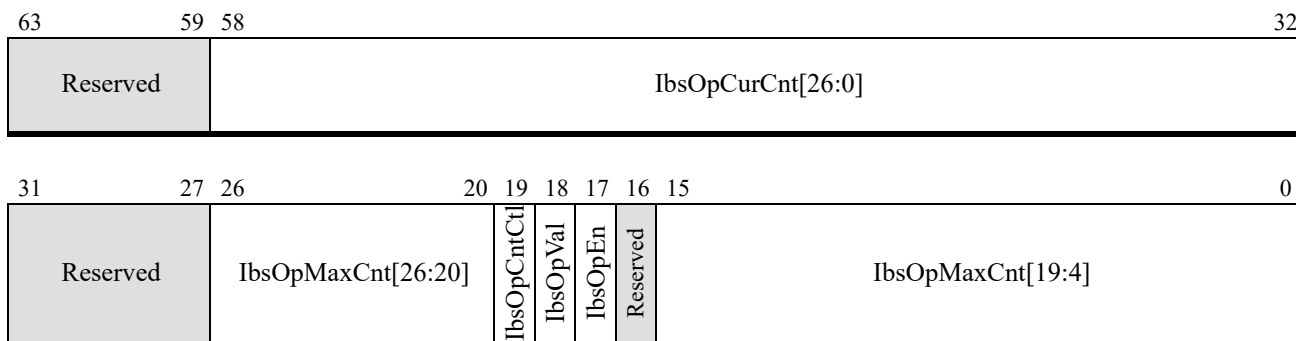 63 59 58 32
Reserved IbsOpCurCnt[26:0]
31 27 26 20 19 18 17 16 15 0
Reserved IbsOpMaxCnt[26:20] IbsOpCntCtl IbsOpVal IbsOpEn Reserved IbsOpMaxCnt[19:4]